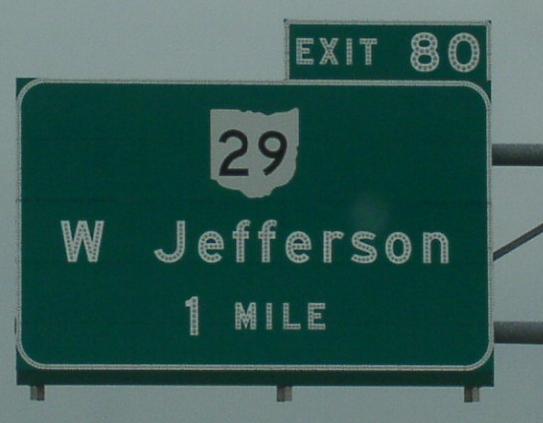 EXIT 80
29
W Jefferson
1 MILE